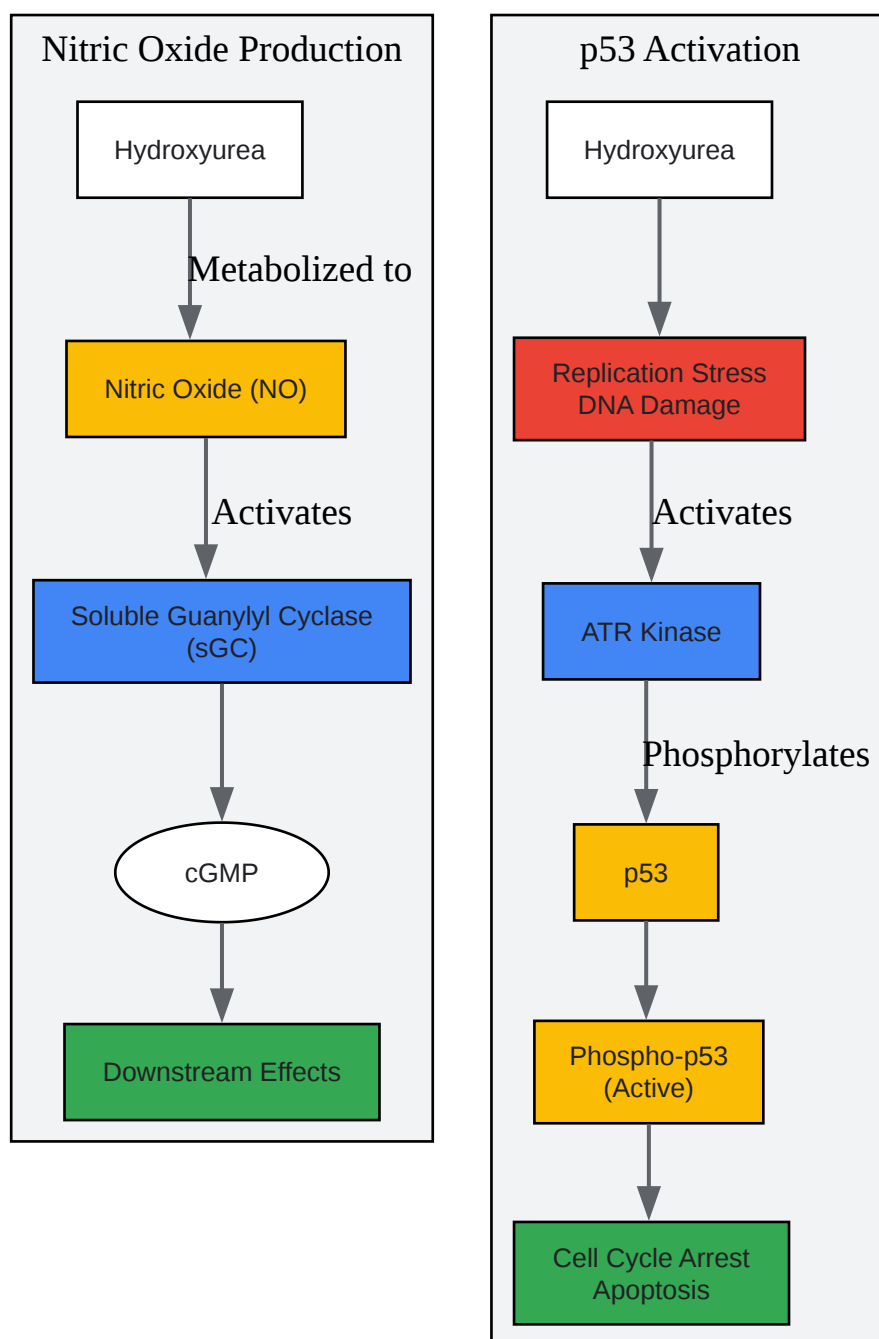 Nitric Oxide Production
Hydroxyurea
Metabolized to
Nitric Oxide (NO)
Activates
Soluble Guanylyl Cyclase
(sGC)
cGMP
Downstream Effects
p53 Activation
Hydroxyurea
Replication Stress
DNA Damage
Activates
ATR Kinase
Phosphorylates
p53
Phospho-p53
(Active)
Cell Cycle Arrest
Apoptosis